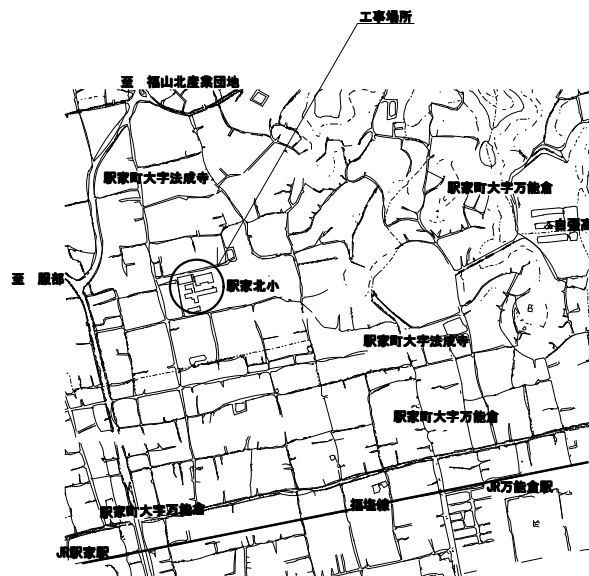 工事場所
至　福山北産業団地
駅家町大字法成寺
駅家町大字万能倉
自彊高
至　服部
駅家北小
駅家町大字法成寺
駅家町大字万能倉
JR万能倉駅
福塩線
駅家町大字万能倉
JR駅家駅